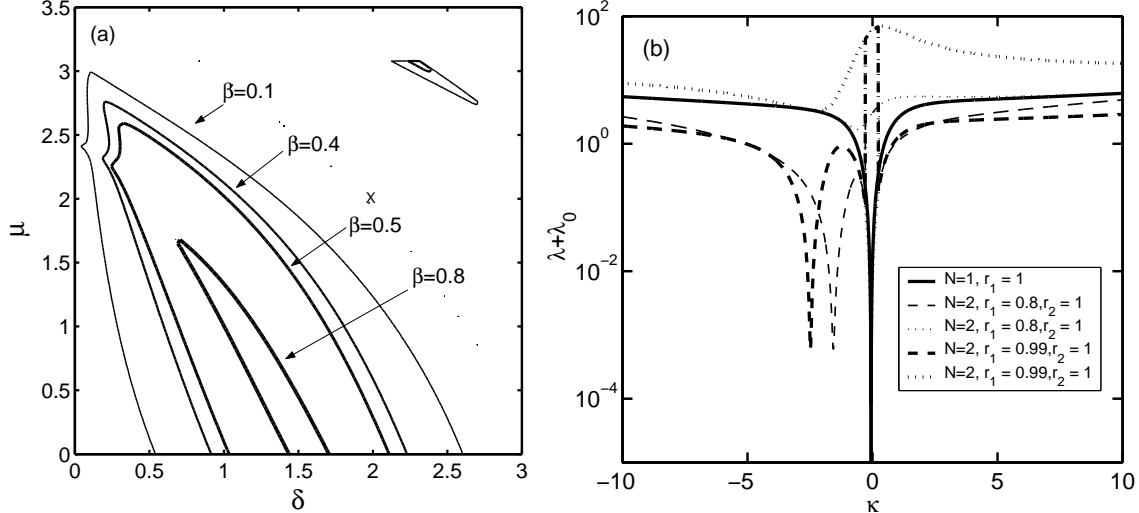 (a)
β=0.1
β=0.4
β=0.5
β=0.8
x
3.5
3
2.5
2
1.5
1
0.5
0
μ
0 0.5 1 1.5 2 2.5 3
δ
(b)
10^2
10^0
10^−2
10^−4
λ+λ_0
N=1, r_1 = 1
N=2, r_1 = 0.8,r_2 = 1
N=2, r_1 = 0.8,r_2 = 1
N=2, r_1 = 0.99,r_2 = 1
N=2, r_1 = 0.99,r_2 = 1
−10 −5 0 5 10
κ